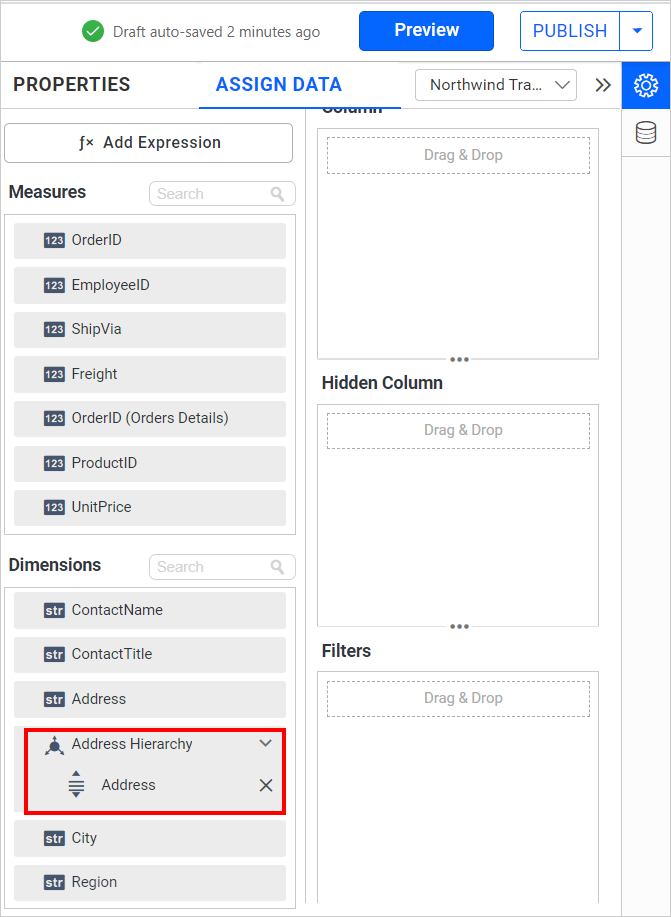 Draft auto-saved 2 minutes ago
Preview
PUBLISH
PROPERTIES
ASSIGN DATA
Northwind Tra...
ƒx Add Expression
Measures
Search
123 OrderID
123 EmployeeID
123 ShipVia
123 Freight
123 OrderID (Orders Details)
123 ProductID
123 UnitPrice
Dimensions
Search
str ContactName
str ContactTitle
str Address
Address Hierarchy
Address
str City
str Region
Column
Drag & Drop
Hidden Column
Drag & Drop
Filters
Drag & Drop